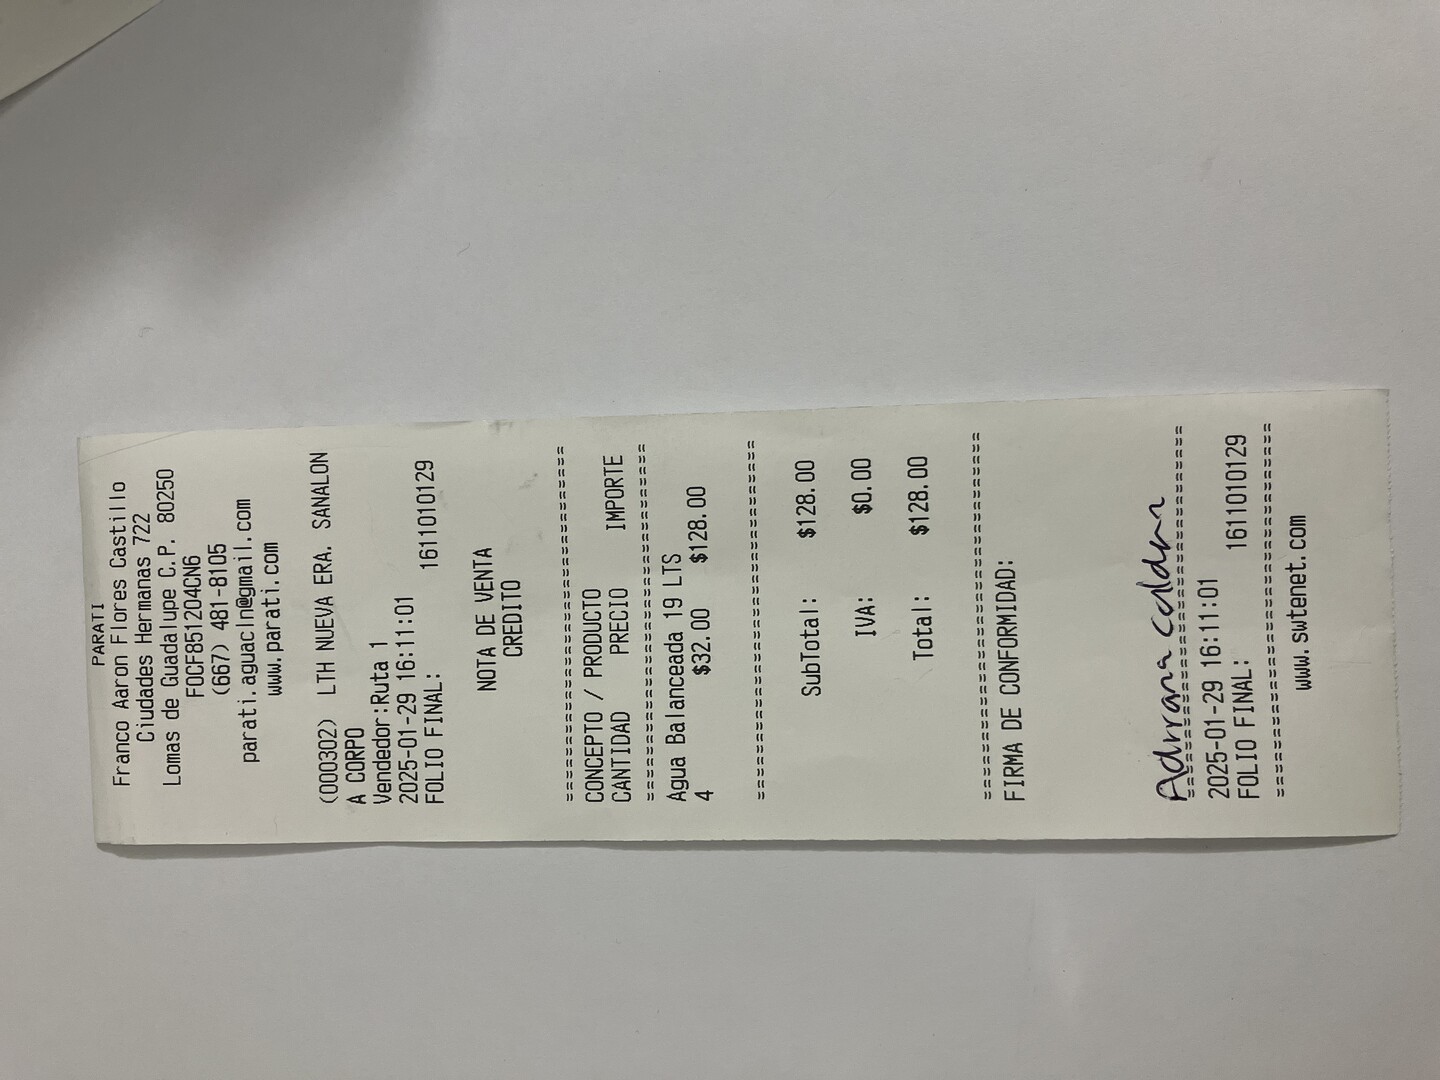 PARATI
Franco Aaron Flores Castillo
Ciudades Hermanas 722
Lomas de Guadalupe C.P. 80250
FOCF851204CN6
(667) 481-8105
parati.aguacln@gmail.com
www.parati.com
(000302) LTH NUEVA ERA. SANALON
A CORPO
Vendedor:Ruta 1
2025-01-29 16:11:01
FOLIO FINAL: 1611010129
NOTA DE VENTA
CREDITO
===============================
CONCEPTO / PRODUCTO
CANTIDAD PRECIO IMPORTE
===============================
Agua Balanceada 19 LTS
4 $32.00 $128.00
===============================
SubTotal: $128.00
IVA: $0.00
Total: $128.00
===============================
FIRMA DE CONFORMIDAD:
Adriana
===============================
2025-01-29 16:11:01
FOLIO FINAL: 1611010129
===============================
www.swtenet.com